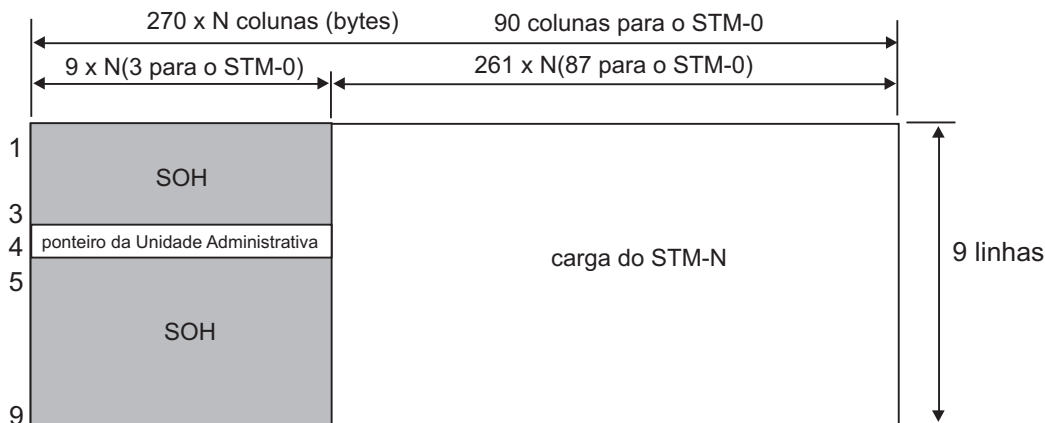 270 x N colunas (bytes) 90 colunas para o STM-0
9 x N(3 para o STM-0) 261 x N(87 para o STM-0)
1
SOH
3
4 ponteiro da Unidade Administrativa
carga do STM-N
9 linhas
5
SOH
9